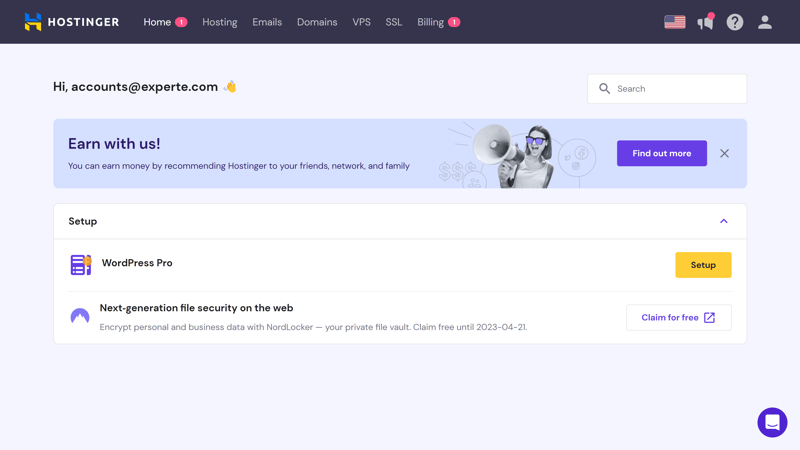 HOSTINGER
Home 1 Hosting Emails Domains VPS SSL Billing 1
Hi, accounts@experte.com 👋
Search
Earn with us!
You can earn money by recommending Hostinger to your friends, network, and family
Find out more
Setup
WordPress Pro
Setup
Next-generation file security on the web
Encrypt personal and business data with NordLocker — your private file vault. Claim free until 2023-04-21.
Claim for free